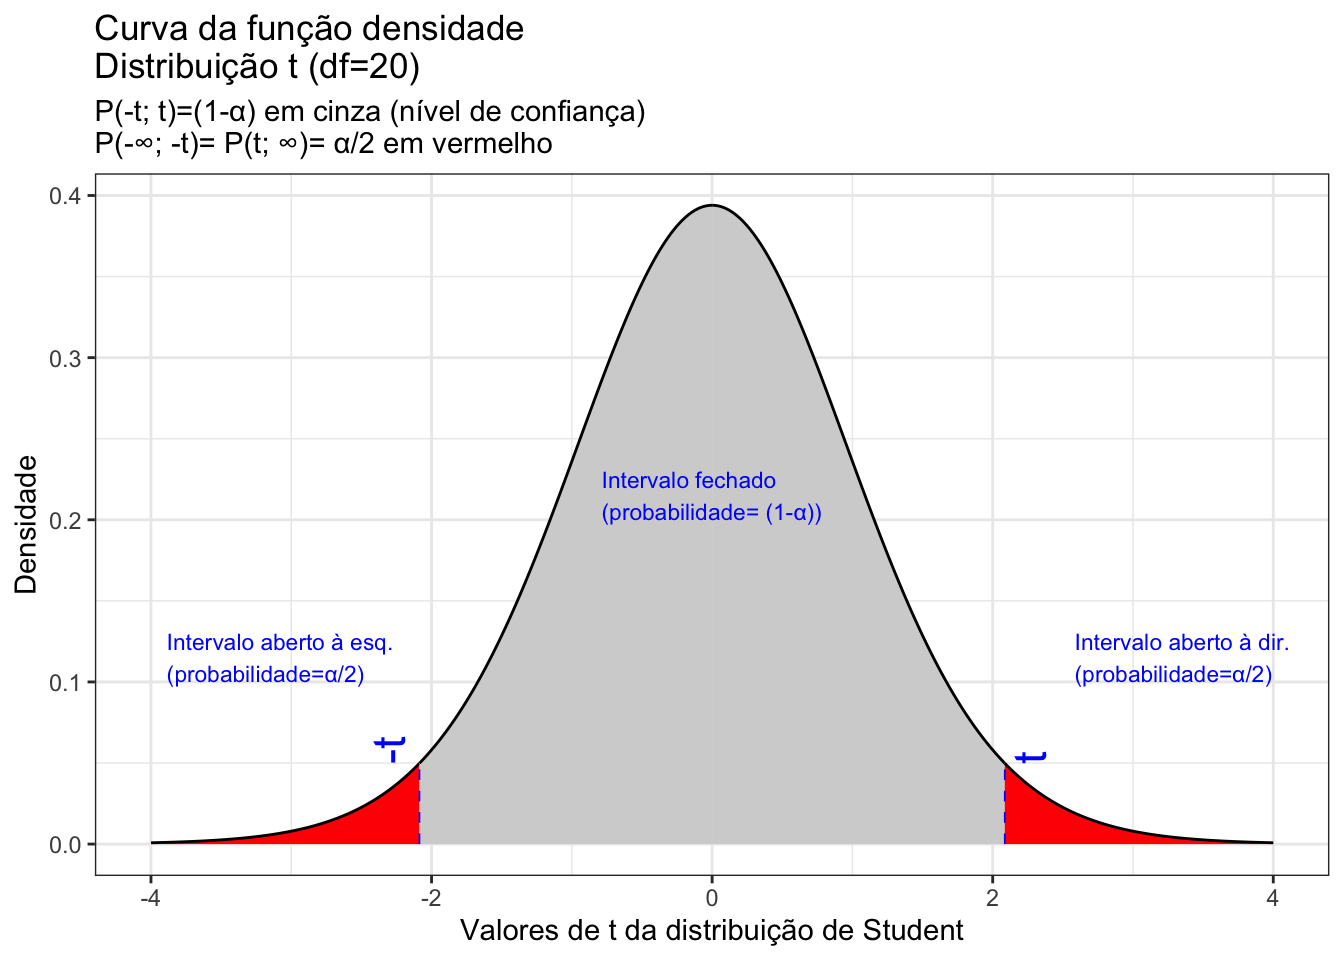 Curva da função densidade
Distribuição t (df=20)
P(-t; t)=(1-α) em cinza (nível de confiança)
P(-∞; -t)= P(t; ∞)= α/2 em vermelho
0.4
0.3
0.2
0.1
0.0
Densidade
Intervalo fechado
(probabilidade= (1-α))
Intervalo aberto à esq.
(probabilidade=α/2)
Intervalo aberto à dir.
(probabilidade=α/2)
-t
t
-4
-2
0
2
4
Valores de t da distribuição de Student